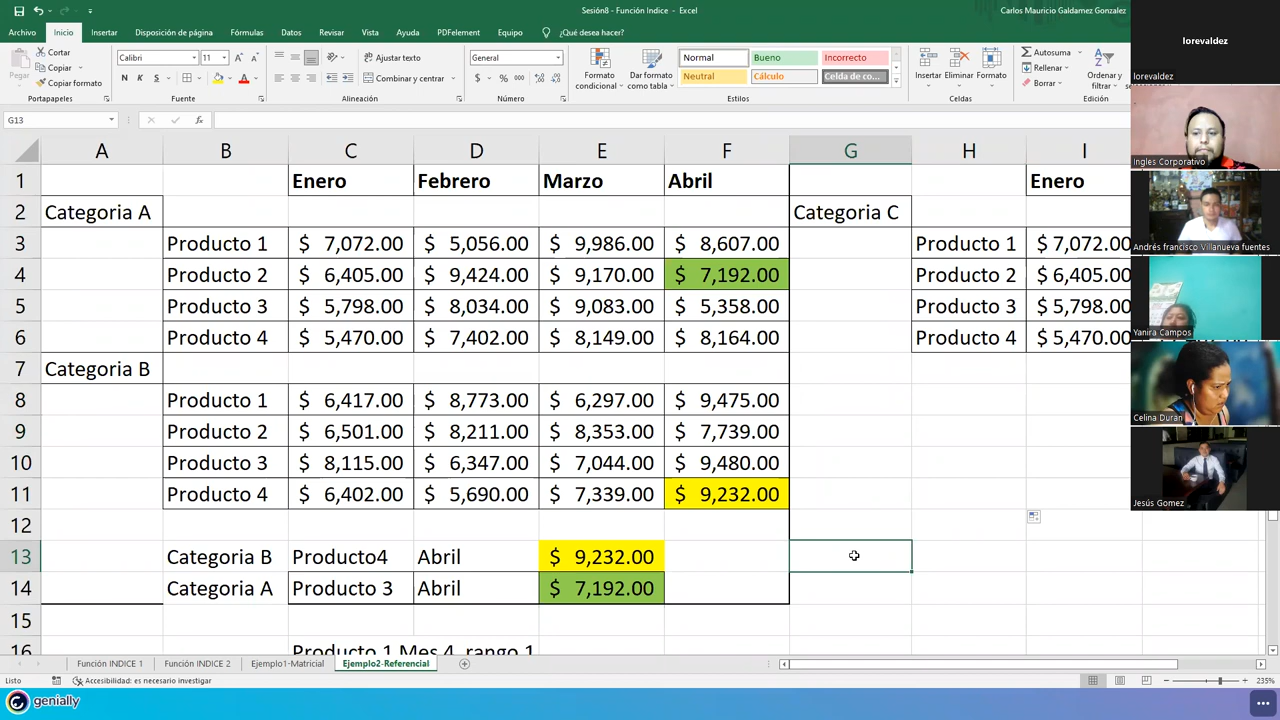 Sesión8 - Función Indice - Excel
Carlos Mauricio Galdamez Gonzalez
Archivo Inicio Insertar Disposición de página Fórmulas Datos Revisar Vista Ayuda PDFelement Equipo ¿Qué desea hacer?
Pegar
Cortar
Copiar
Copiar formato
Portapapeles
Calibri 11
N K S
Fuente
Ajustar texto
Combinar y centrar
Alineación
General
$ % 000
Número
Formato condicional
Dar formato como tabla
Normal Bueno Incorrecto
Neutral Cálculo Celda de co...
Estilos
Insertar Eliminar Formato
Celdas
Autosuma
Rellenar
Borrar
Ordenar y filtrar
Edición
G13
fx
A B C D E F G H I
1 Enero Febrero Marzo Abril Enero
2 Categoria A Categoria C
3 Producto 1 $ 7,072.00 $ 5,056.00 $ 9,986.00 $ 8,607.00 Producto 1 $ 7,072.00
4 Producto 2 $ 6,405.00 $ 9,424.00 $ 9,170.00 $ 7,192.00 Producto 2 $ 6,405.00
5 Producto 3 $ 5,798.00 $ 8,034.00 $ 9,083.00 $ 5,358.00 Producto 3 $ 5,798.00
6 Producto 4 $ 5,470.00 $ 7,402.00 $ 8,149.00 $ 8,164.00 Producto 4 $ 5,470.00
7 Categoria B
8 Producto 1 $ 6,417.00 $ 8,773.00 $ 6,297.00 $ 9,475.00
9 Producto 2 $ 6,501.00 $ 8,211.00 $ 8,353.00 $ 7,739.00
10 Producto 3 $ 8,115.00 $ 6,347.00 $ 7,044.00 $ 9,480.00
11 Producto 4 $ 6,402.00 $ 5,690.00 $ 7,339.00 $ 9,232.00
12
13 Categoria B Producto4 Abril $ 9,232.00
14 Categoria A Producto 3 Abril $ 7,192.00
15
16 Producto 1 Mes 4, rango 1
Función INDICE 1 Función INDICE 2 Ejemplo1-Matricial Ejemplo2-Referencial
Listo Accesibilidad: es necesario investigar 235%
genially
lorevaldez
lorevaldez
Ingles Corporativo
Andrés francisco Villanueva fuentes
Yanira Campos
Celina Duran
Jesús Gomez